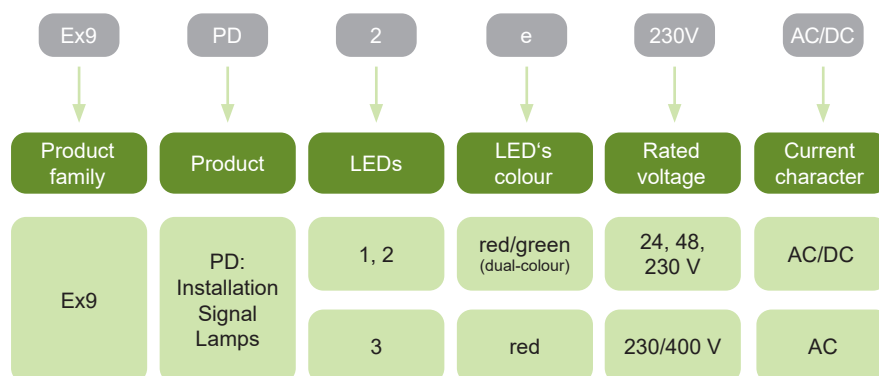 Ex9 PD 2 e 230V AC/DC
Product family
Product
LEDs
LED‘s colour
Rated voltage
Current character
Ex9
PD:
Installation
Signal
Lamps
1, 2
red/green
(dual-colour)
24, 48,
230 V
AC/DC
3
red
230/400 V
AC